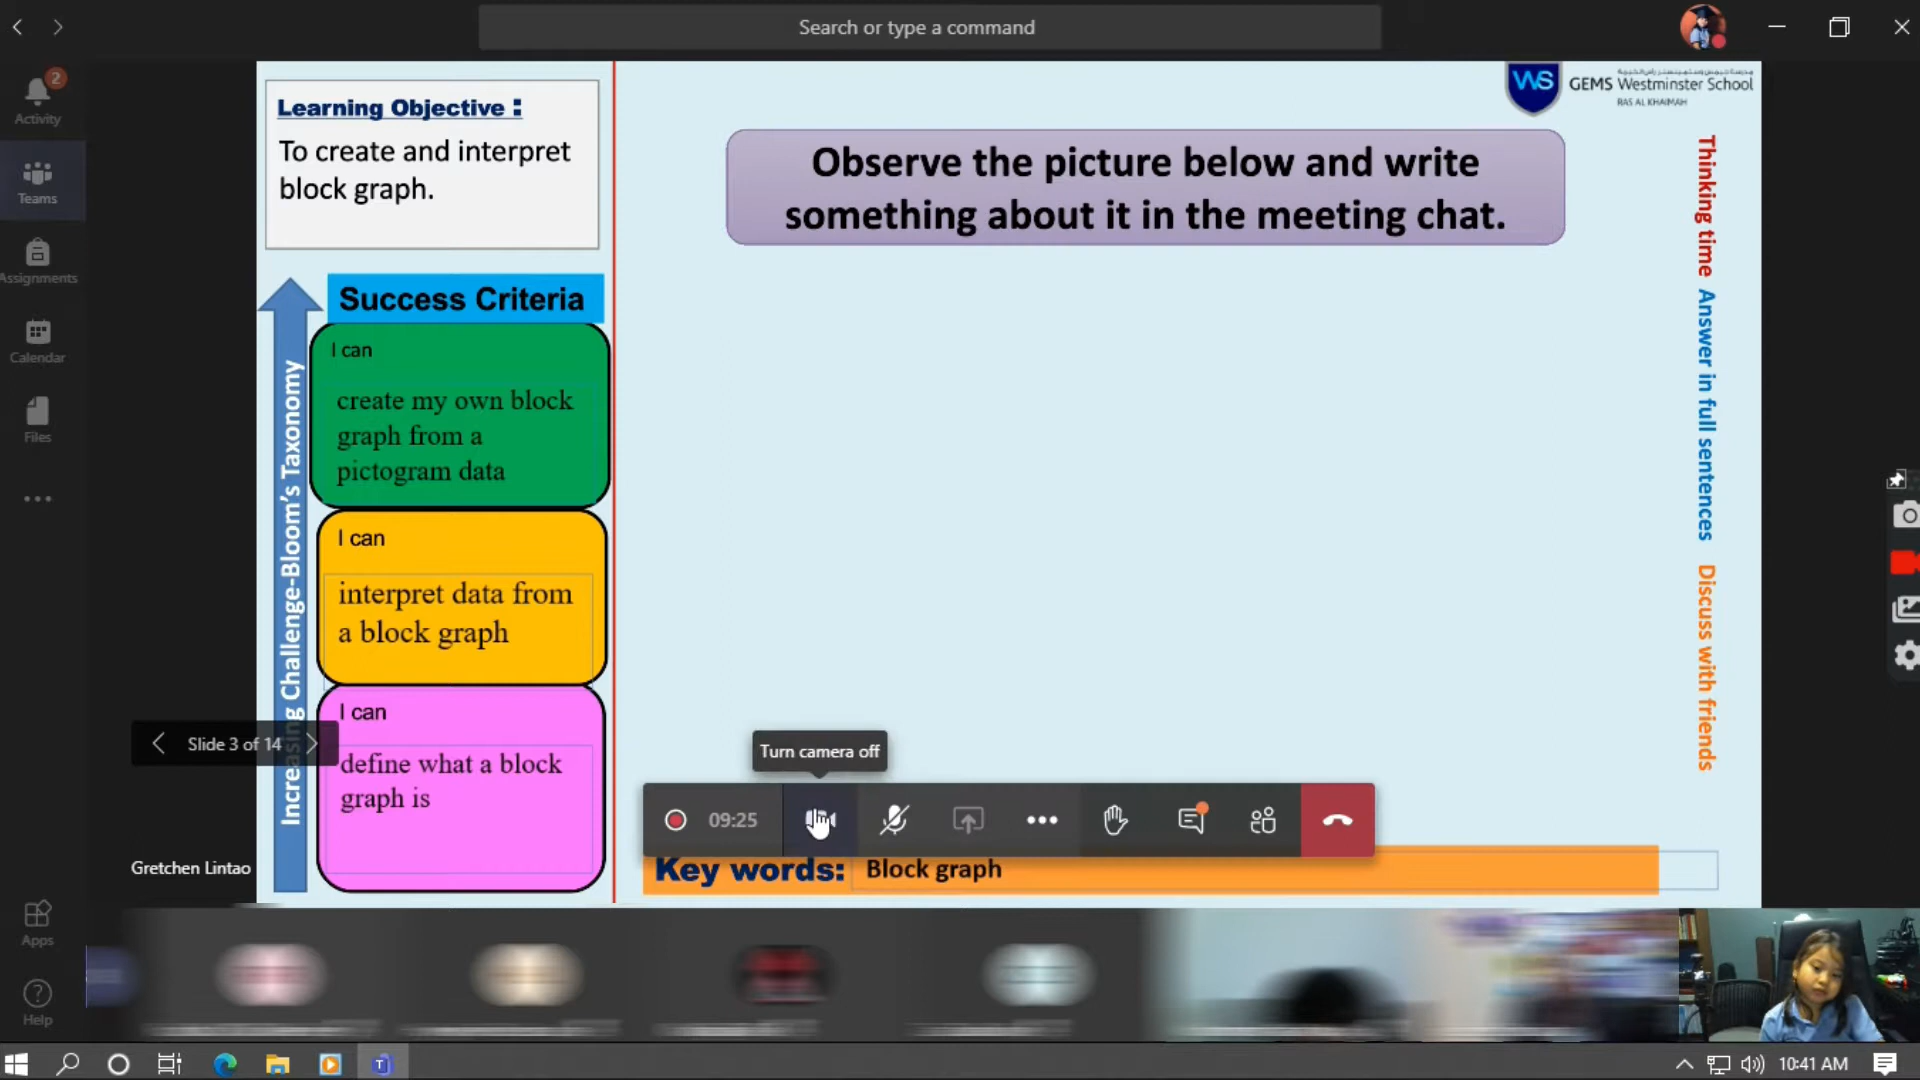 Search or type a command
2
Activity
Teams
Assignments
Calendar
Files
Apps
Help
Learning Objective :
To create and interpret
block graph.
Success Criteria
I can
create my own block
graph from a
pictogram data
I can
interpret data from
a block graph
I can
define what a block
graph is
Increasing Challenge-Bloom's Taxonomy
Slide 3 of 14
Gretchen Lintao
WS
GEMS Westminster School
RAS AL KHAIMAH
Observe the picture below and write
something about it in the meeting chat.
Thinking time
Answer in full sentences
Discuss with friends
Turn camera off
09:25
Key words:
Block graph
10:41 AM